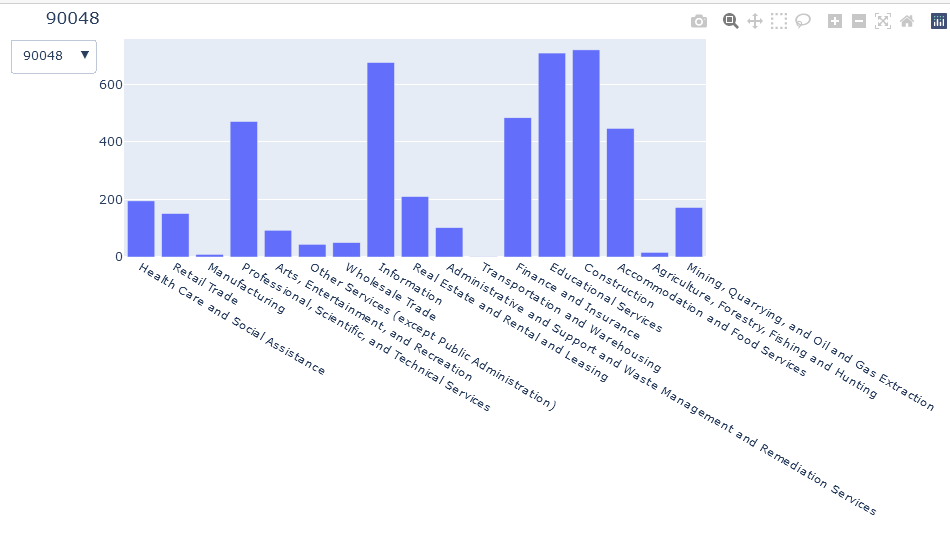 90048
90048 ▼
600
400
200
0
Health Care and Social Assistance
Retail Trade
Manufacturing
Professional, Scientific, and Technical Services
Arts, Entertainment, and Recreation
Other Services (except Public Administration)
Wholesale Trade
Information
Real Estate and Rental and Leasing
Administrative and Support and Waste Management and Remediation Services
Transportation and Warehousing
Finance and Insurance
Educational Services
Construction
Accommodation and Food Services
Agriculture, Forestry, Fishing and Hunting
Mining, Quarrying, and Oil and Gas Extraction